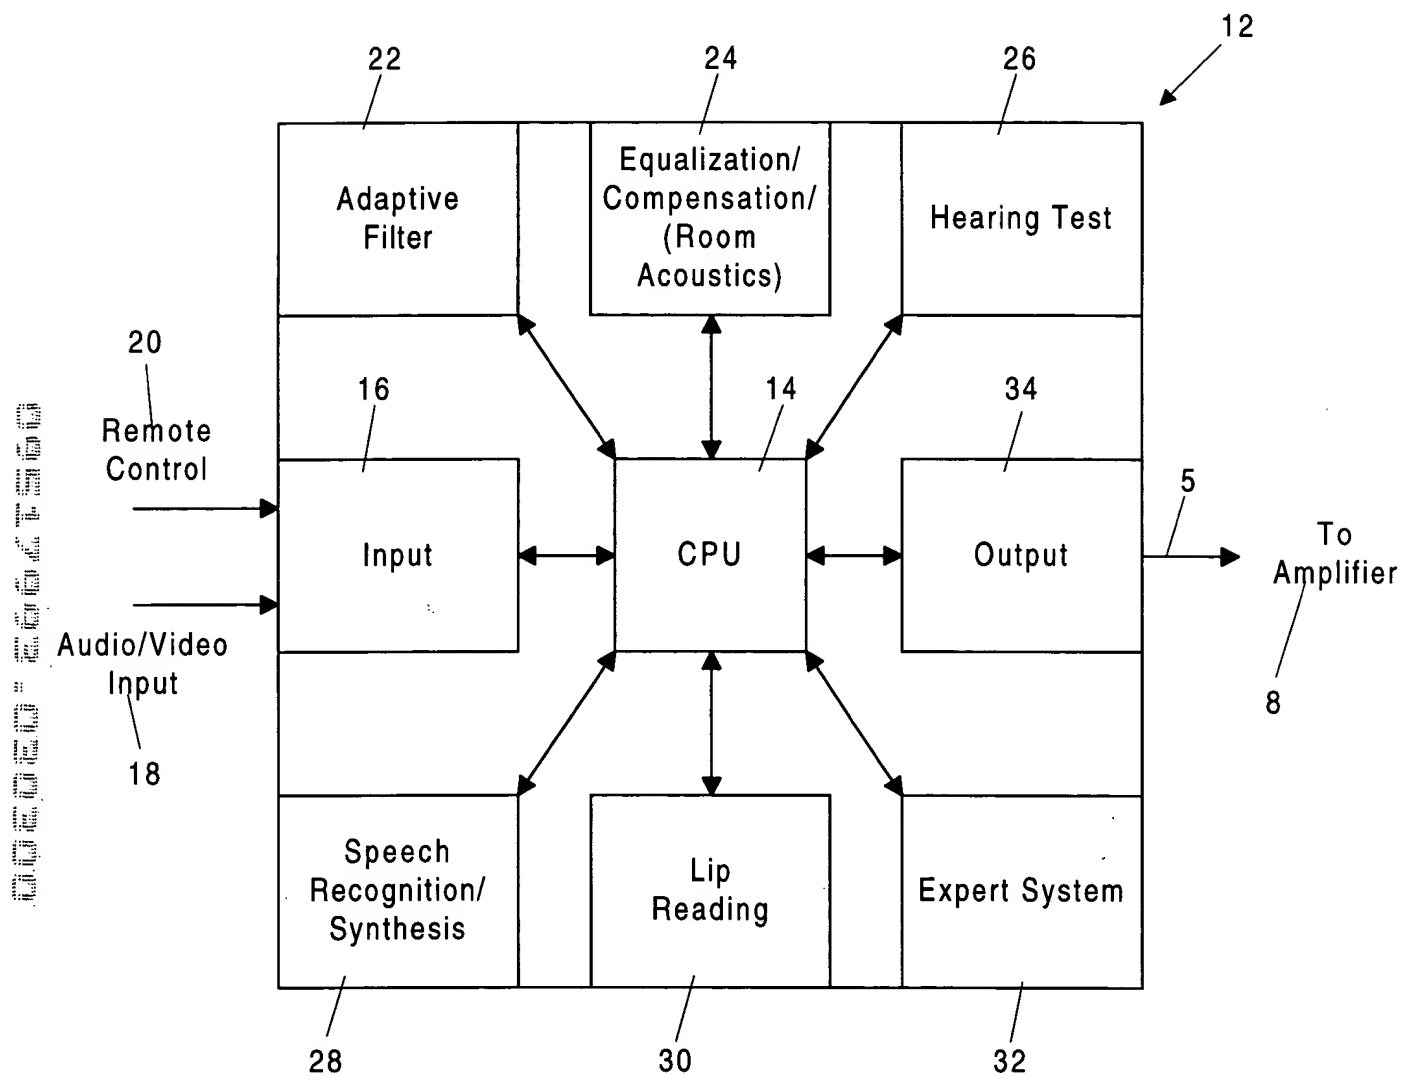 12
22
24
26
Adaptive
Filter
Equalization/
Compensation/
(Room
Acoustics)
Hearing Test
20
Remote
Control
16
14
34
5
Input
CPU
Output
To
Amplifier
8
Audio/Video
Input
18
Speech
Recognition/
Synthesis
Lip
Reading
Expert System
28
30
32